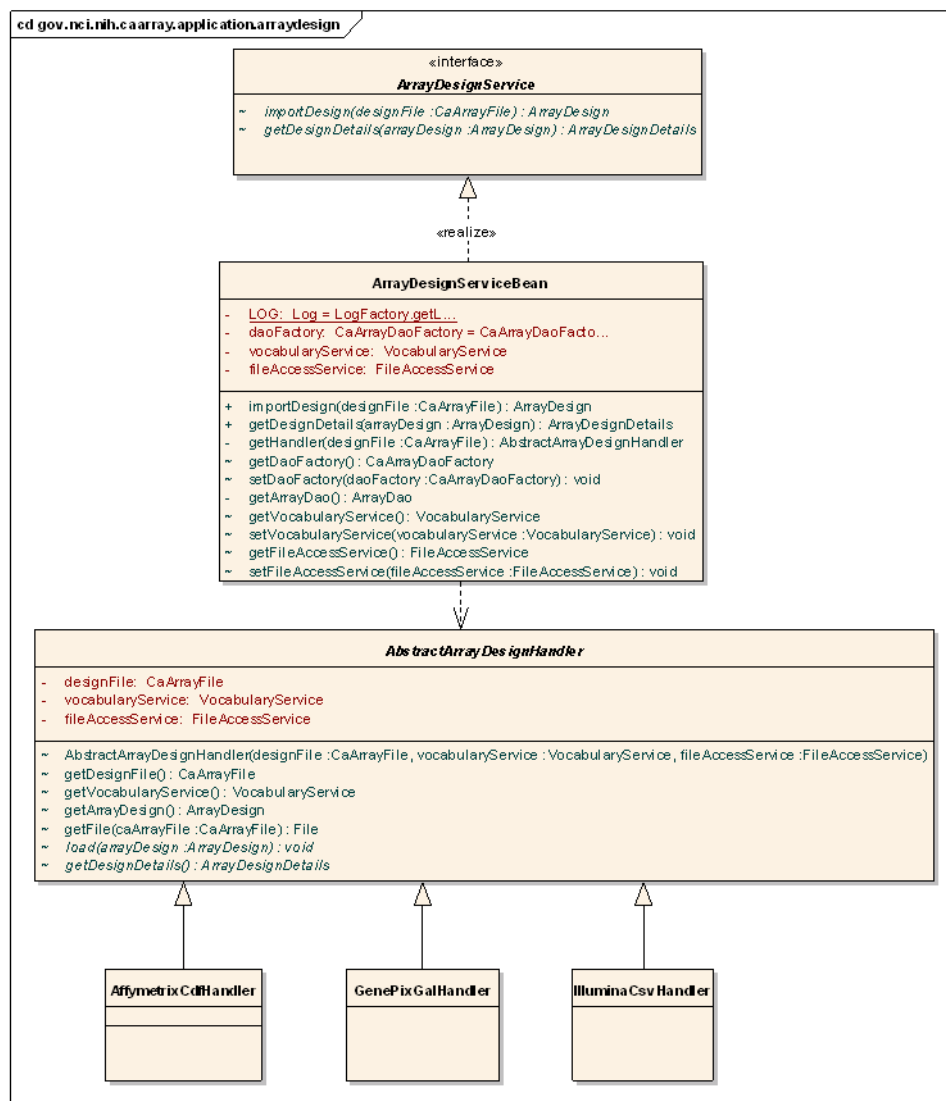 cd gov.nci.nih.caarray.application.arraydesign
«interface»
ArrayDesignService
~ importDesign(designFile :CaArrayFile) : ArrayDesign
~ getDesignDetails(arrayDesign :ArrayDesign) : ArrayDesignDetails
«realize»
ArrayDesignServiceBean
- LOG: Log = LogFactory.getL...
- daoFactory: CaArrayDaoFactory = CaArrayDaoFacto...
- vocabularyService: VocabularyService
- fileAccessService: FileAccessService
+ importDesign(designFile :CaArrayFile) : ArrayDesign
+ getDesignDetails(arrayDesign :ArrayDesign) : ArrayDesignDetails
- getHandler(designFile :CaArrayFile) : AbstractArrayDesignHandler
~ getDaoFactory() : CaArrayDaoFactory
~ setDaoFactory(daoFactory :CaArrayDaoFactory) : void
- getArrayDao() : ArrayDao
~ getVocabularyService() : VocabularyService
~ setVocabularyService(vocabularyService :VocabularyService) : void
~ getFileAccessService() : FileAccessService
~ setFileAccessService(fileAccessService :FileAccessService) : void
AbstractArrayDesignHandler
- designFile: CaArrayFile
- vocabularyService: VocabularyService
- fileAccessService: FileAccessService
~ AbstractArrayDesignHandler(designFile :CaArrayFile, vocabularyService :VocabularyService, fileAccessService :FileAccessService)
~ getDesignFile() : CaArrayFile
~ getVocabularyService() : VocabularyService
~ getArrayDesign() : ArrayDesign
~ getFile(caArrayFile :CaArrayFile) : File
~ load(arrayDesign :ArrayDesign) : void
~ getDesignDetails() : ArrayDesignDetails
AffymetrixCdfHandler
GenePixGalHandler
IlluminaCsvHandler